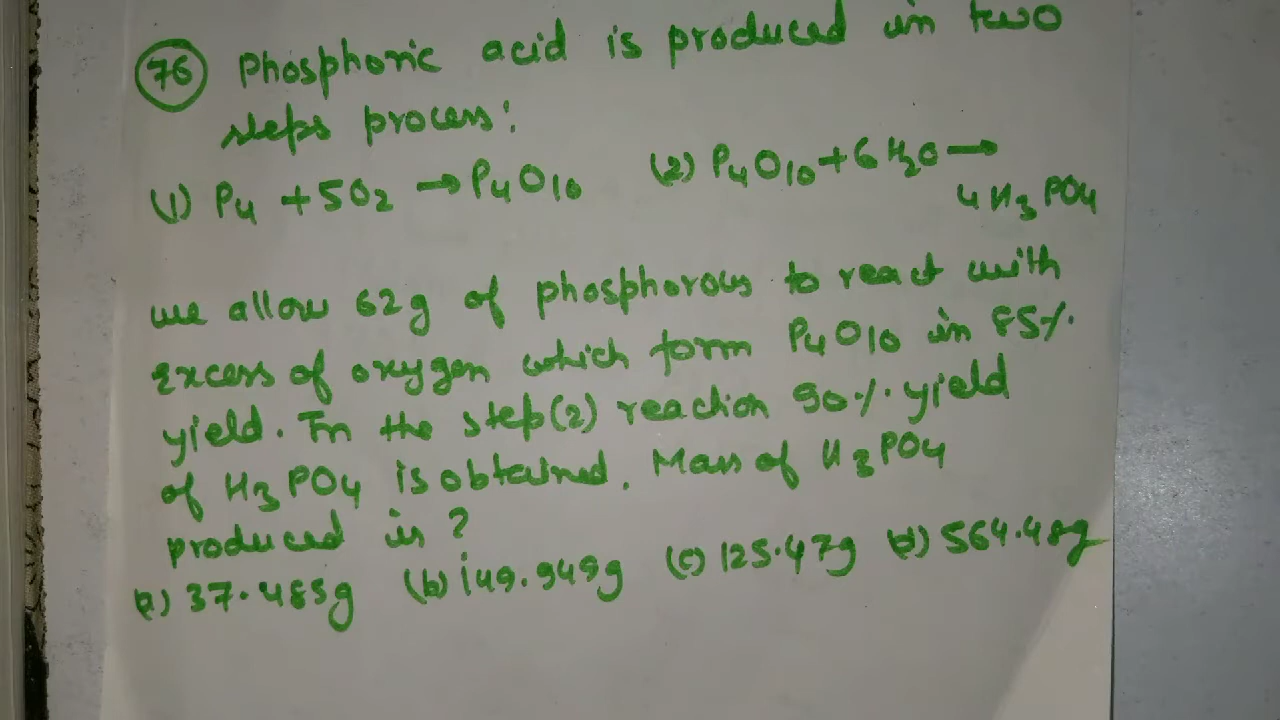 (76) Phosphoric acid is produced in two
steps process:
(1) P4 + 5O2 → P4O10 (2) P4O10 + 6H2O →
4H3PO4
we allow 62g of phosphorous to react with
excess of oxygen which form P4O10 in 85%
yield. In the step(2) reaction 90% yield
of H3PO4 is obtained. Mass of H3PO4
produced is?
(a) 37.485g (b) 149.949g (c) 125.47g (d) 564.48g